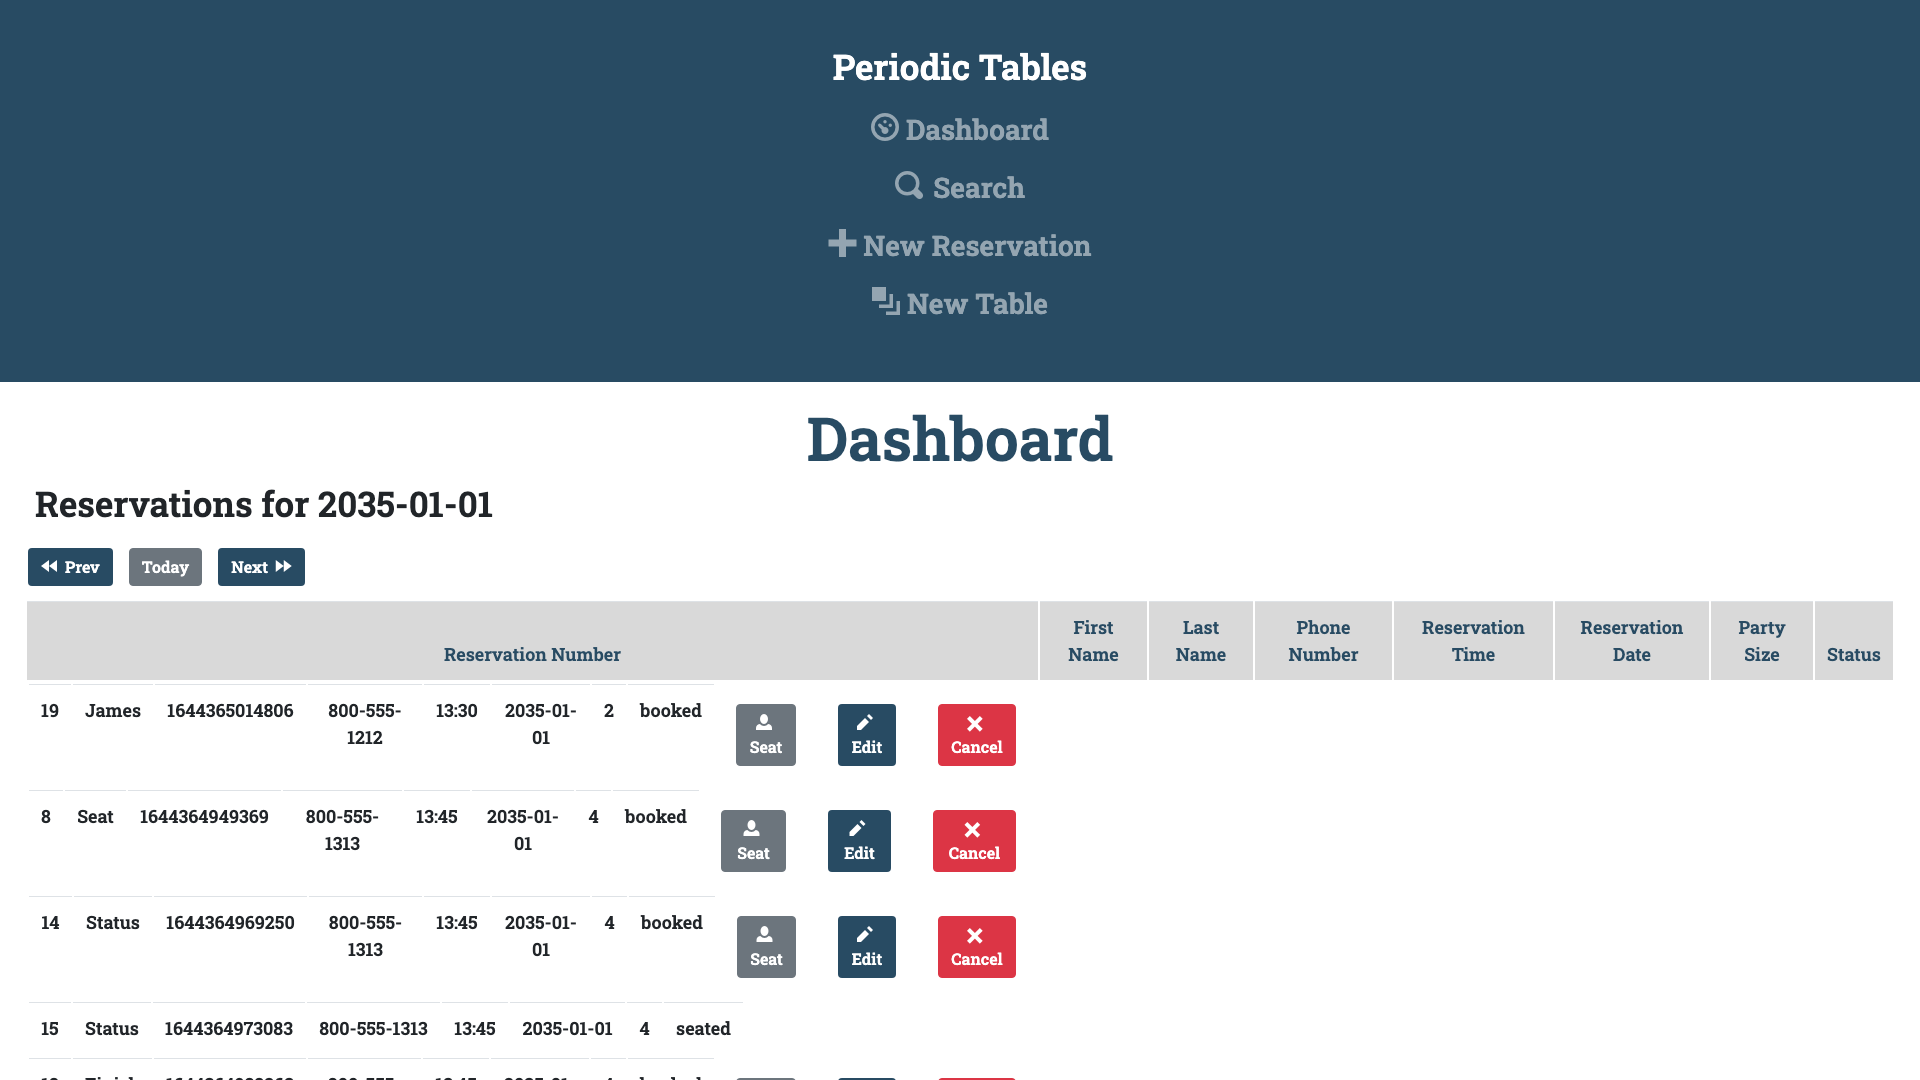 Periodic Tables
Dashboard
Search
New Reservation
New Table
Dashboard
Reservations for 2035-01-01
Prev
Today
Next
Reservation Number
First Name
Last Name
Phone Number
Reservation Time
Reservation Date
Party Size
Status
19 James 1644365014806 800-555-1212 13:30 2035-01-01 2 booked
Seat
Edit
Cancel
8 Seat 1644364949369 800-555-1313 13:45 2035-01-01 4 booked
Seat
Edit
Cancel
14 Status 1644364969250 800-555-1313 13:45 2035-01-01 4 booked
Seat
Edit
Cancel
15 Status 1644364973083 800-555-1313 13:45 2035-01-01 4 seated